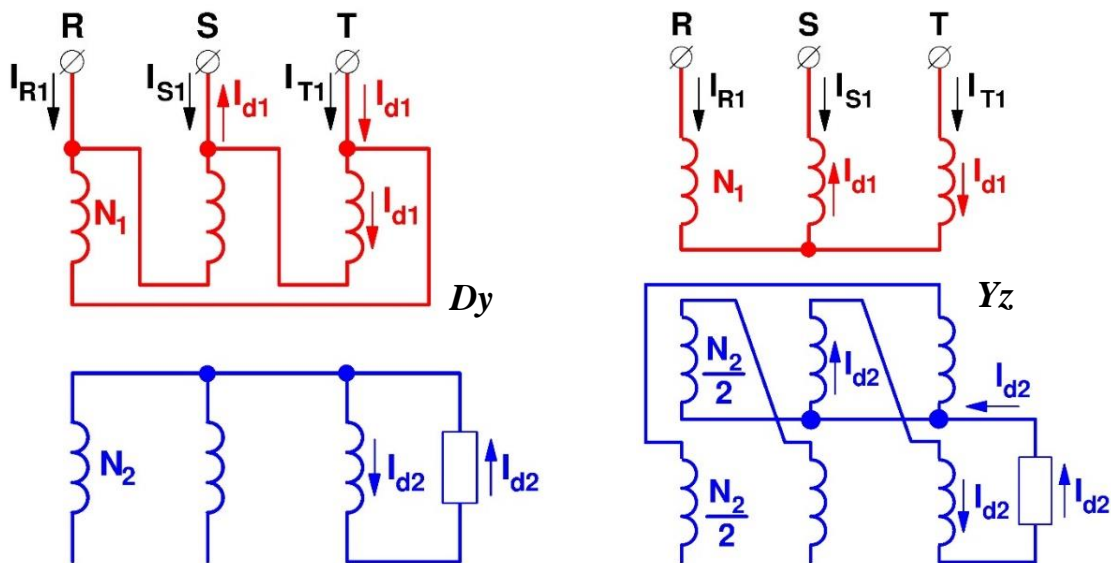 R S T
I_R1 I_S1 I_d1 I_T1 I_d1
N_1 I_d1
Dy
N_2 I_d2 I_d2
R S T
I_R1 I_S1 I_T1
N_1 I_d1 I_d1
Yz
N_2/2 I_d2 I_d2
N_2/2 I_d2 I_d2